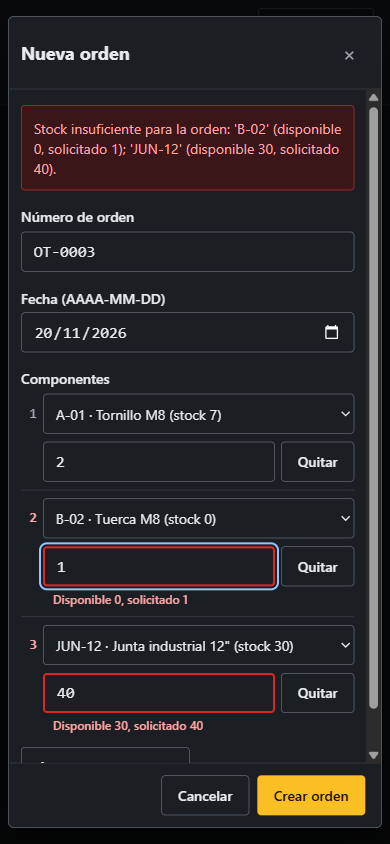 Nueva orden
×
Stock insuficiente para la orden: 'B-02' (disponible
0, solicitado 1); 'JUN-12' (disponible 30, solicitado
40).
Número de orden
OT-0003
Fecha (AAAA-MM-DD)
20/11/2026
Componentes
1 A-01 · Tornillo M8 (stock 7)
2 Quitar
2 B-02 · Tuerca M8 (stock 0)
1 Quitar
Disponible 0, solicitado 1
3 JUN-12 · Junta industrial 12" (stock 30)
40 Quitar
Disponible 30, solicitado 40
Cancelar Crear orden